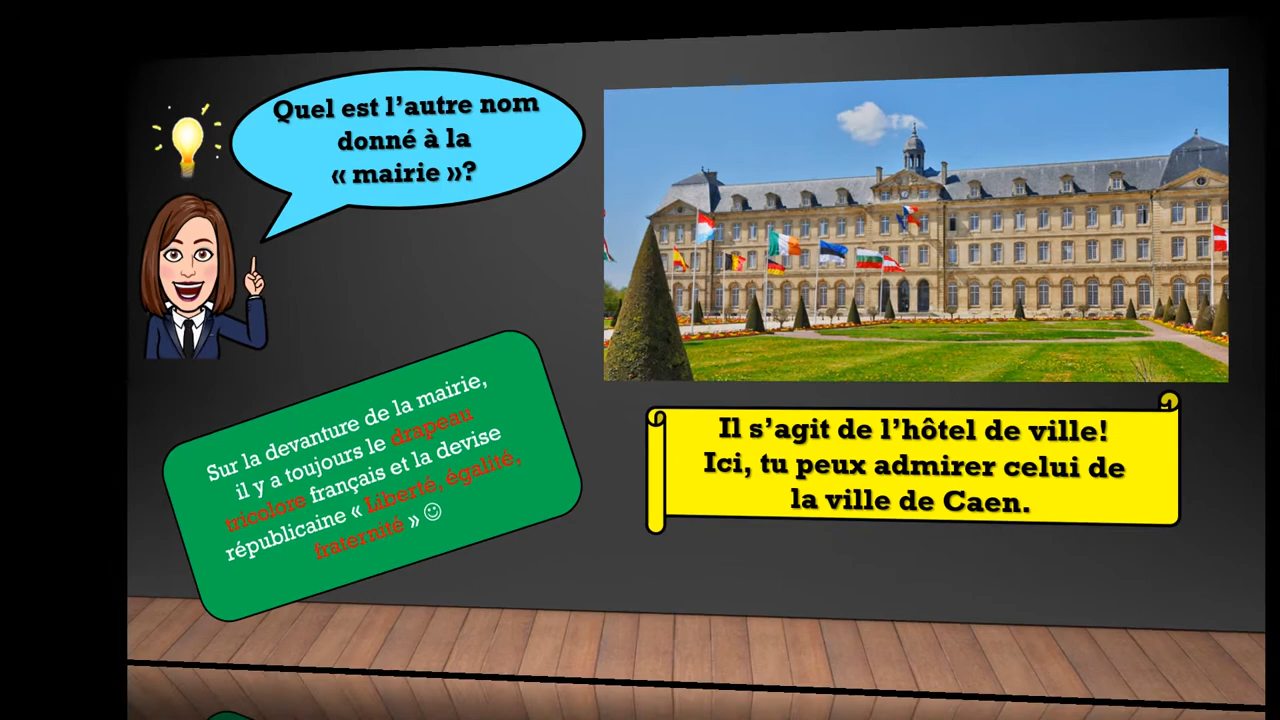 Quel est l’autre nom
donné à la
« mairie »?
Sur la devanture de la mairie,
il y a toujours le drapeau
tricolore français et la devise
républicaine « Liberté, égalité,
fraternité » ☺
Il s’agit de l’hôtel de ville!
Ici, tu peux admirer celui de
la ville de Caen.